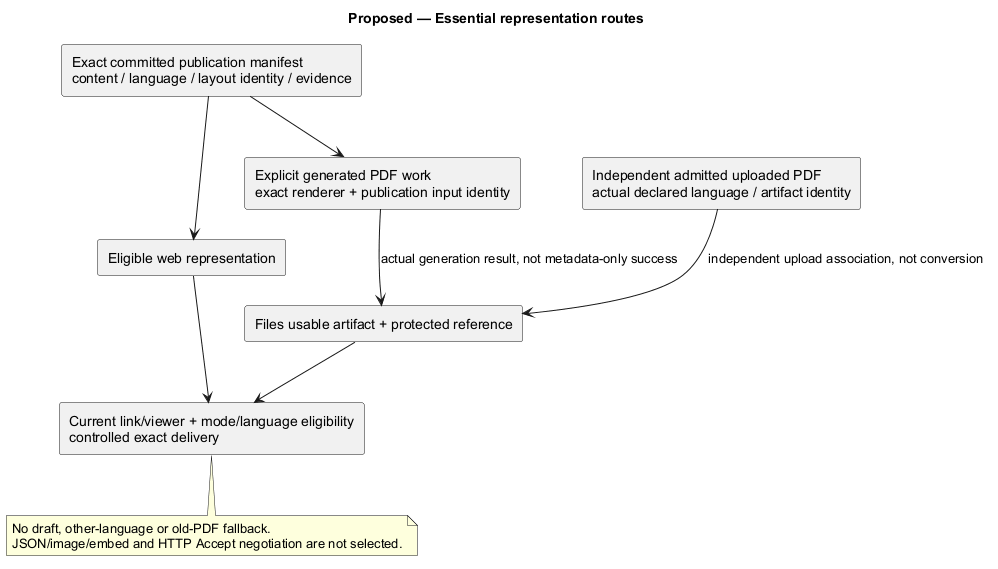 Proposed — Essential representation routes
Exact committed publication manifest
content / language / layout identity / evidence
Explicit generated PDF work
exact renderer + publication input identity
Independent admitted uploaded PDF
actual declared language / artifact identity
Eligible web representation
actual generation result, not metadata-only success
independent upload association, not conversion
Files usable artifact + protected reference
Current link/viewer + mode/language eligibility
controlled exact delivery
No draft, other-language or old-PDF fallback.
JSON/image/embed and HTTP Accept negotiation are not selected.